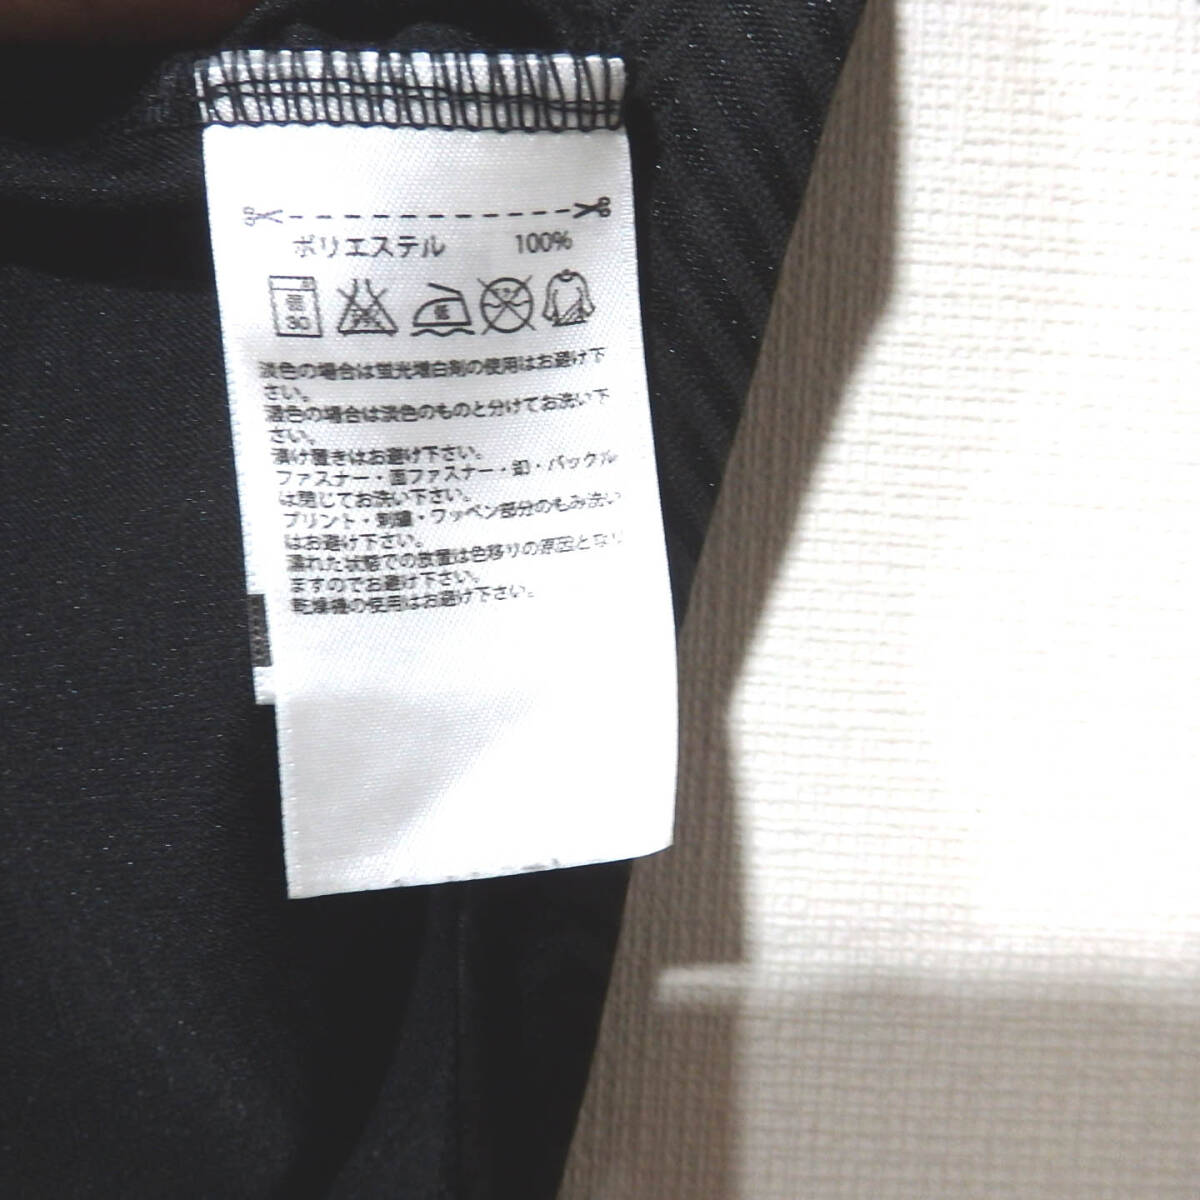 ポリエステル 100%
30
低
淡色の場合は蛍光増白剤の使用はお避け下
さい。
濃色の場合は淡色のものと分けてお洗い下
さい。
漬け置きはお避け下さい。
ファスナー・面ファスナー・釦・バックル
は閉じてお洗い下さい。
プリント・刺繍・ワッペン部分のもみ洗い
はお避け下さい。
濡れた状態での放置は色移りの原因となり
ますのでお避け下さい。
乾燥機の使用はお避け下さい。